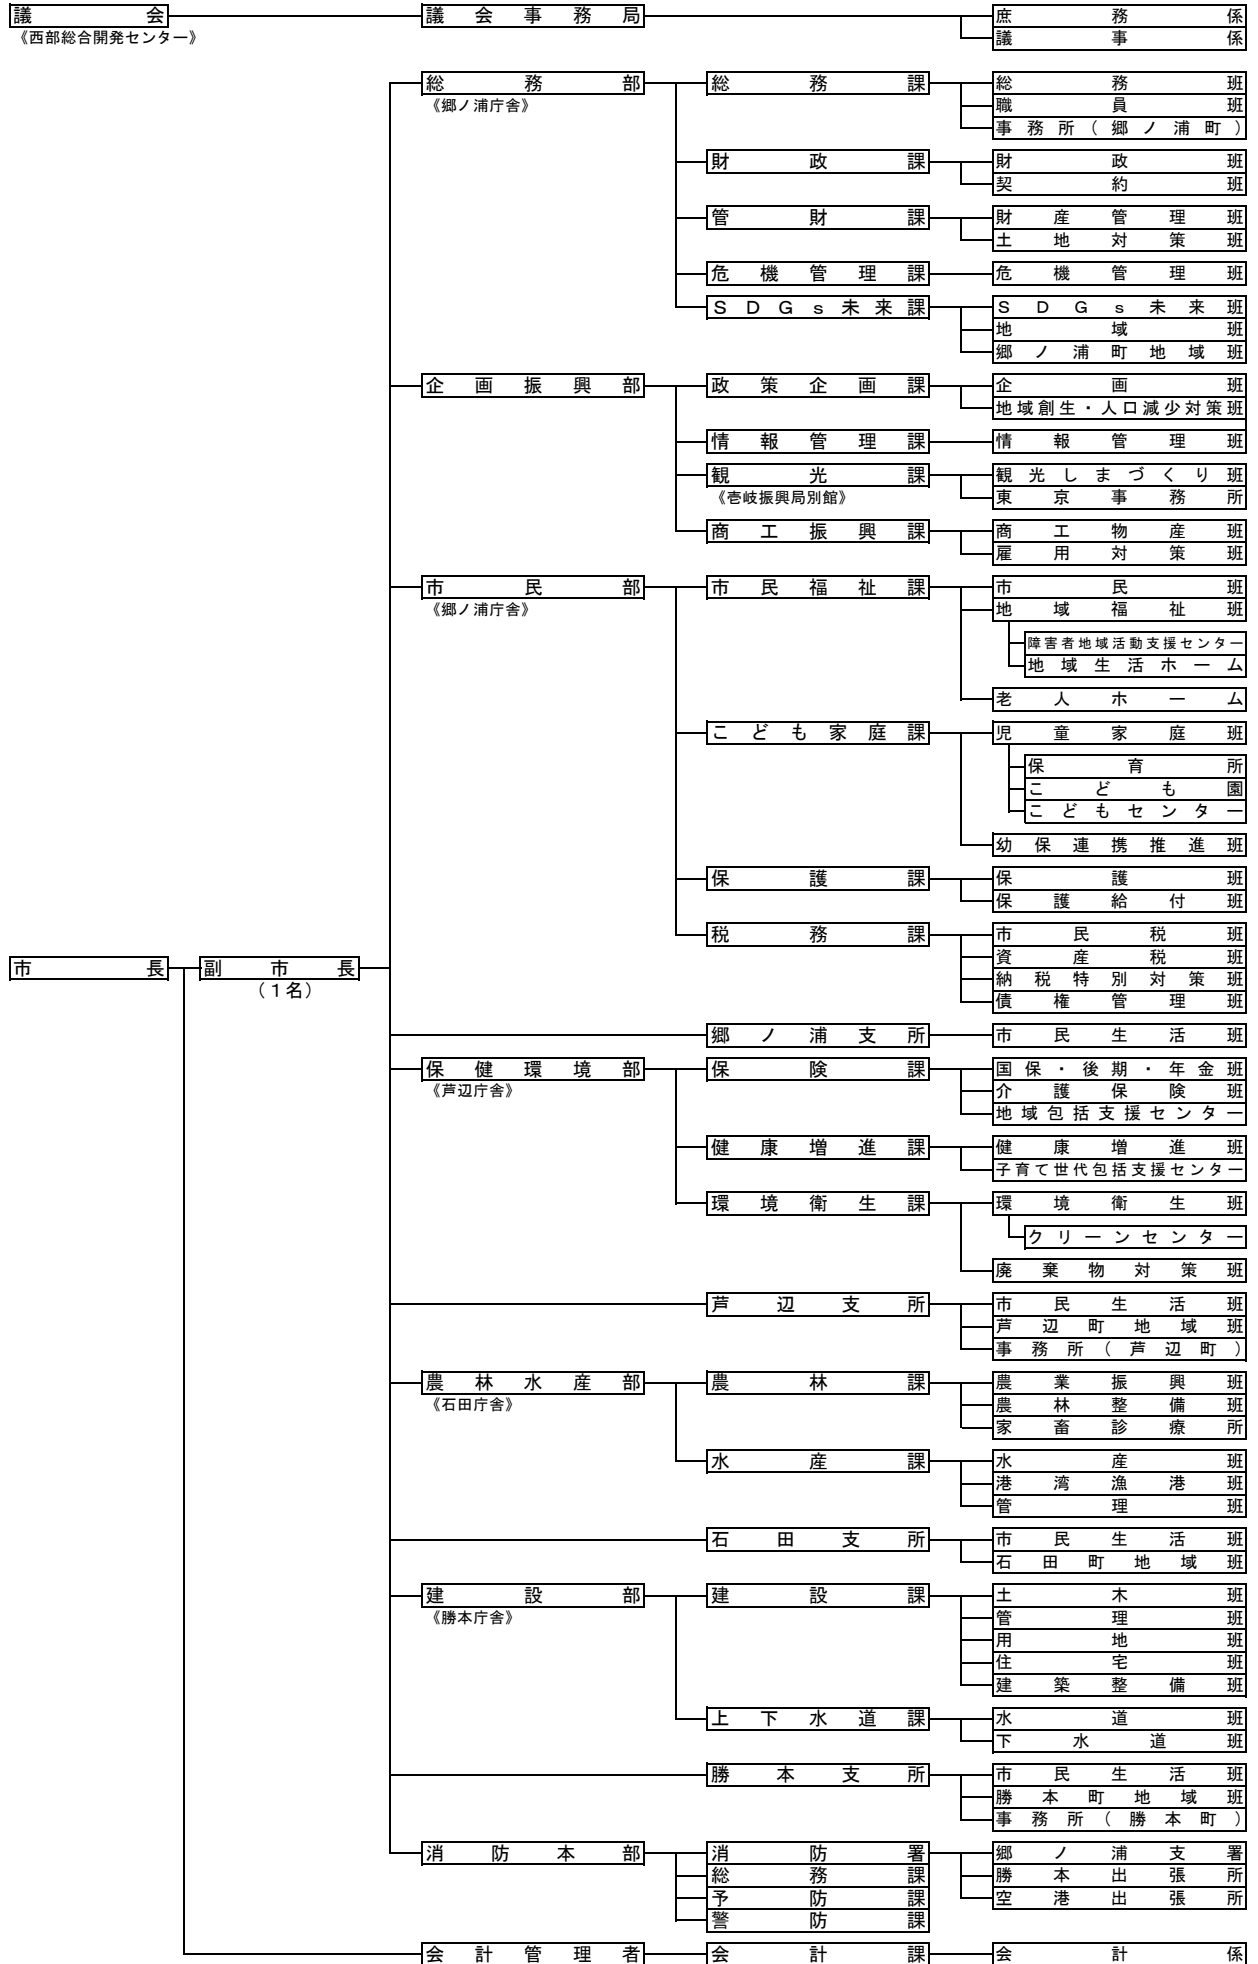 議会 議会事務局 庶務係
《西部総合開発センター》 議事係
総務部 総務課 総務班
《郷ノ浦庁舎》 職員班
事務所（郷ノ浦町）
財政課 財政班
契約班
管財課 財産管理班
土地対策班
危機管理課 危機管理班
ＳＤＧｓ未来課 ＳＤＧｓ未来班
地域班
郷ノ浦町地域班
企画振興部 政策企画課 企画班
地域創生・人口減少対策班
情報管理課 情報管理班
観光課 観光しまづくり班
《壱岐振興局別館》 東京事務所
商工振興課 商工物産班
雇用対策班
市民部 市民福祉課 市民班
《郷ノ浦庁舎》 地域福祉班
障害者地域活動支援センター
地域生活ホーム
老人ホーム
こども家庭課 児童家庭班
保育所
こども園
こどもセンター
幼保連携推進班
保護課 保護班
保護給付班
税務課 市民税班
資産税班
市長 副市長 納税特別対策班
（１名） 債権管理班
郷ノ浦支所 市民生活班
保健環境部 保険課 国保・後期・年金班
《芦辺庁舎》 介護保険班
地域包括支援センター
健康増進課 健康増進班
子育て世代包括支援センター
環境衛生課 環境衛生班
クリーンセンター
廃棄物対策班
芦辺支所 市民生活班
芦辺町地域班
事務所（芦辺町）
農林水産部 農林課 農業振興班
《石田庁舎》 農林整備班
家畜診療所
水産課 水産班
港湾漁港班
管理班
石田支所 市民生活班
石田町地域班
建設部 建設課 土木班
《勝本庁舎》 管理班
用地班
住宅班
建築整備班
上下水道課 水道班
下水道班
勝本支所 市民生活班
勝本町地域班
事務所（勝本町）
消防本部 消防署 郷ノ浦支署
総務課 勝本出張所
予防課 空港出張所
警防課
会計管理者 会計課 会計係